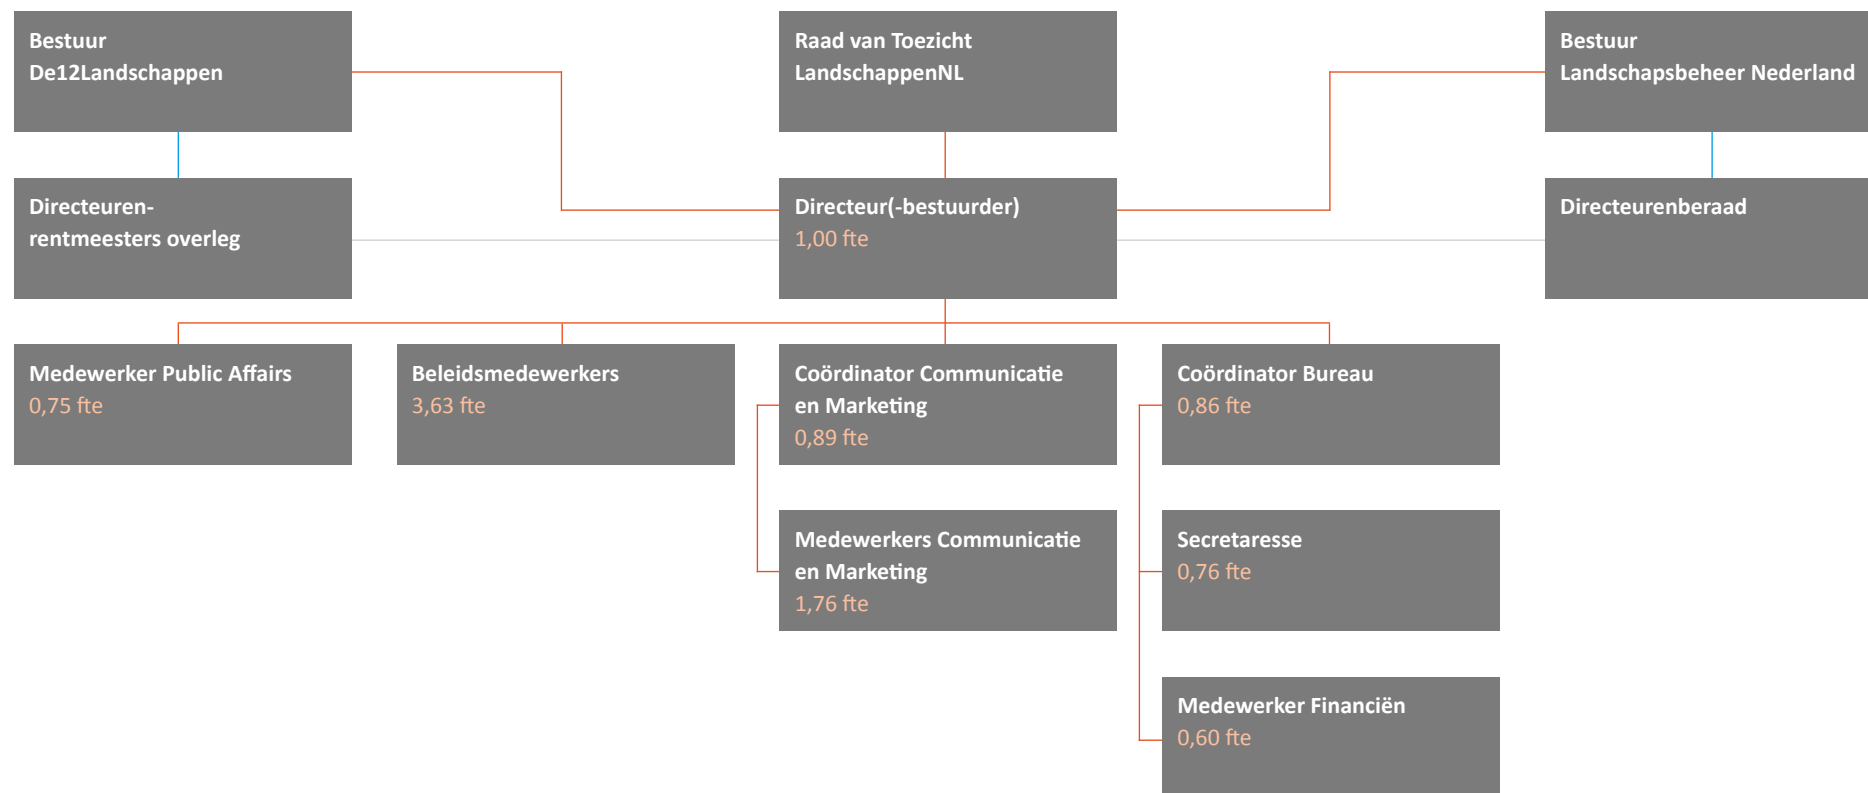 Bestuur
De12Landschappen
Raad van Toezicht
LandschappenNL
Bestuur
Landschapsbeheer Nederland
Directeuren-
rentmeesters overleg
Directeur(-bestuurder)
1,00 fte
Directeurenberaad
Medewerker Public Affairs
0,75 fte
Beleidsmedewerkers
3,63 fte
Coördinator Communicatie
en Marketing
0,89 fte
Coördinator Bureau
0,86 fte
Medewerkers Communicatie
en Marketing
1,76 fte
Secretaresse
0,76 fte
Medewerker Financiën
0,60 fte